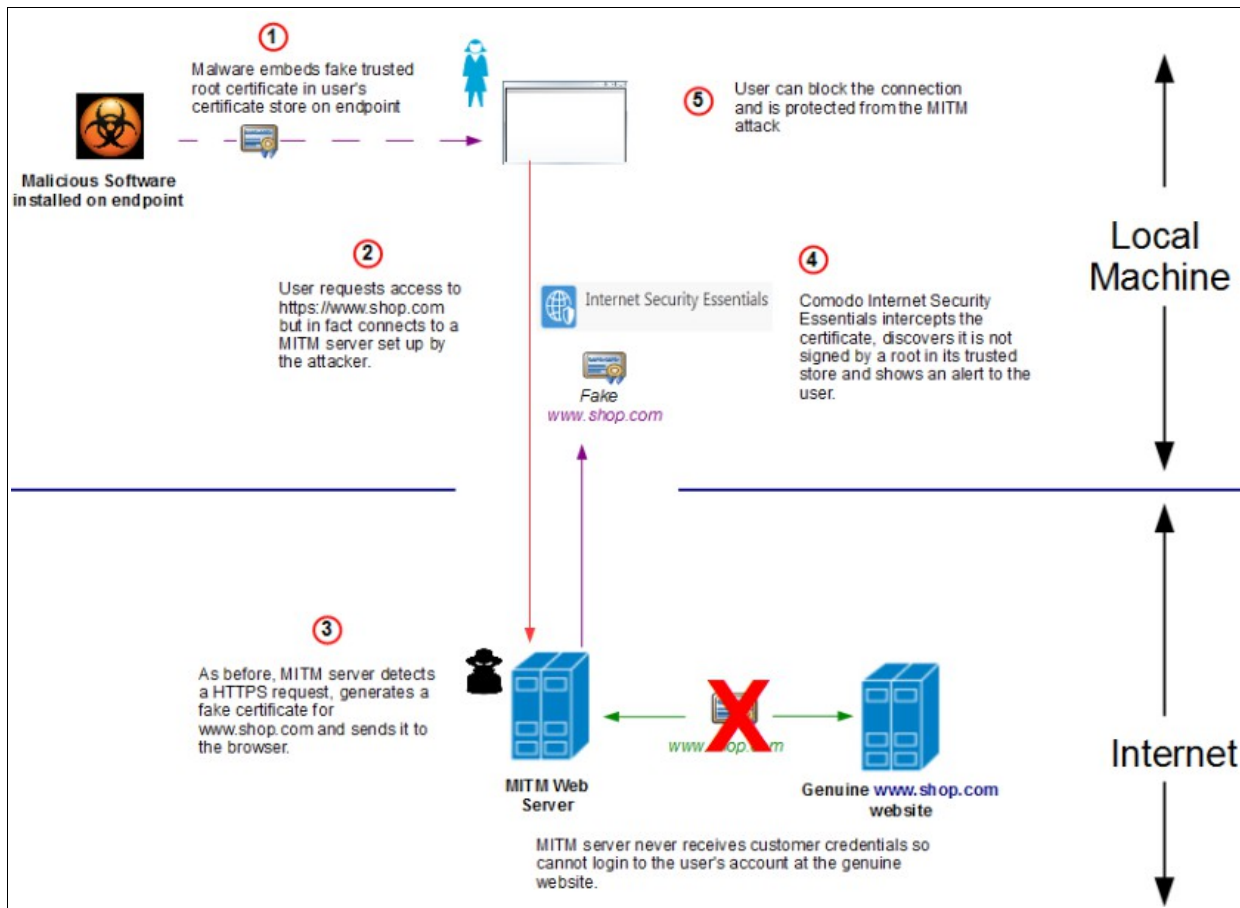 1
Malware embeds fake trusted
root certificate in user's
certificate store on endpoint
Malicious Software
installed on endpoint
5
User can block the connection
and is protected from the MITM
attack
2
User requests access to
https://www.shop.com
but in fact connects to a
MITM server set up by
the attacker.
Internet Security Essentials
Fake
www.shop.com
4
Comodo Internet Security
Essentials intercepts the
certificate, discovers it is not
signed by a root in its trusted
store and shows an alert to the
user.
Local
Machine
3
As before, MITM server detects
a HTTPS request, generates a
fake certificate for
www.shop.com and sends it to
the browser.
MITM Web
Server
www.shop.com
Genuine www.shop.com
website
MITM server never receives customer credentials so
cannot login to the user's account at the genuine
website.
Internet